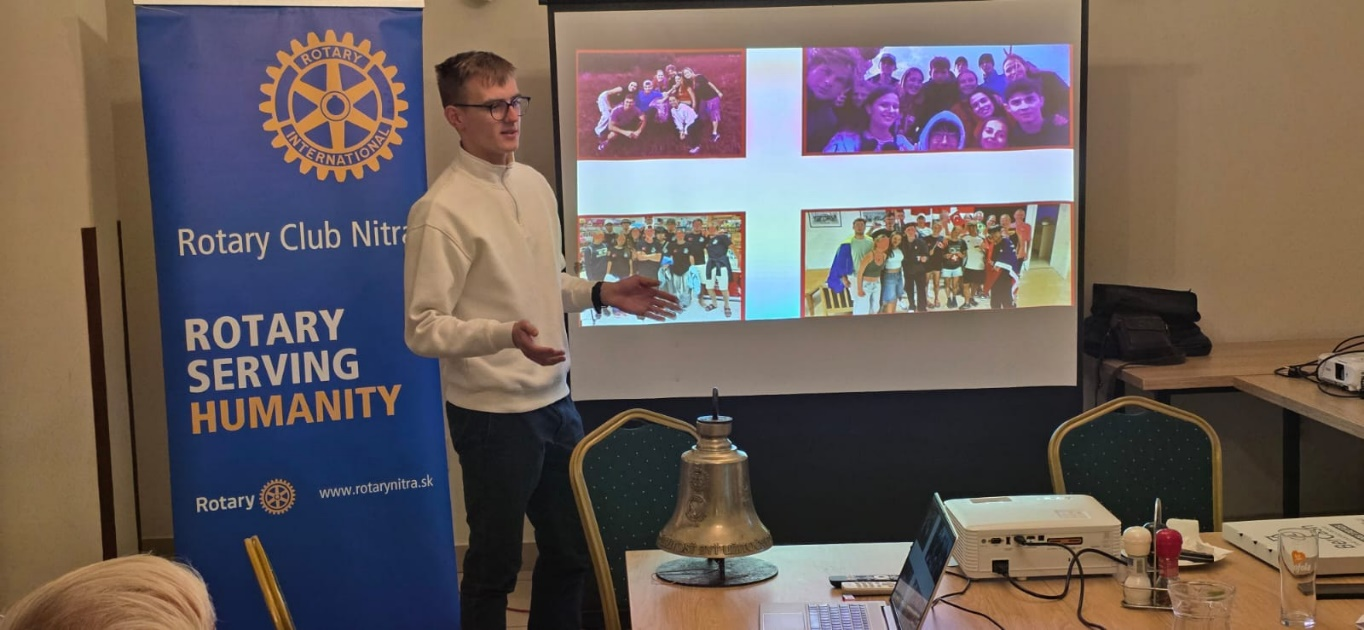 ROTARY
INTERNATIONAL
Rotary Club Nitra
ROTARY
SERVING
HUMANITY
Rotary
www.rotarynitra.sk